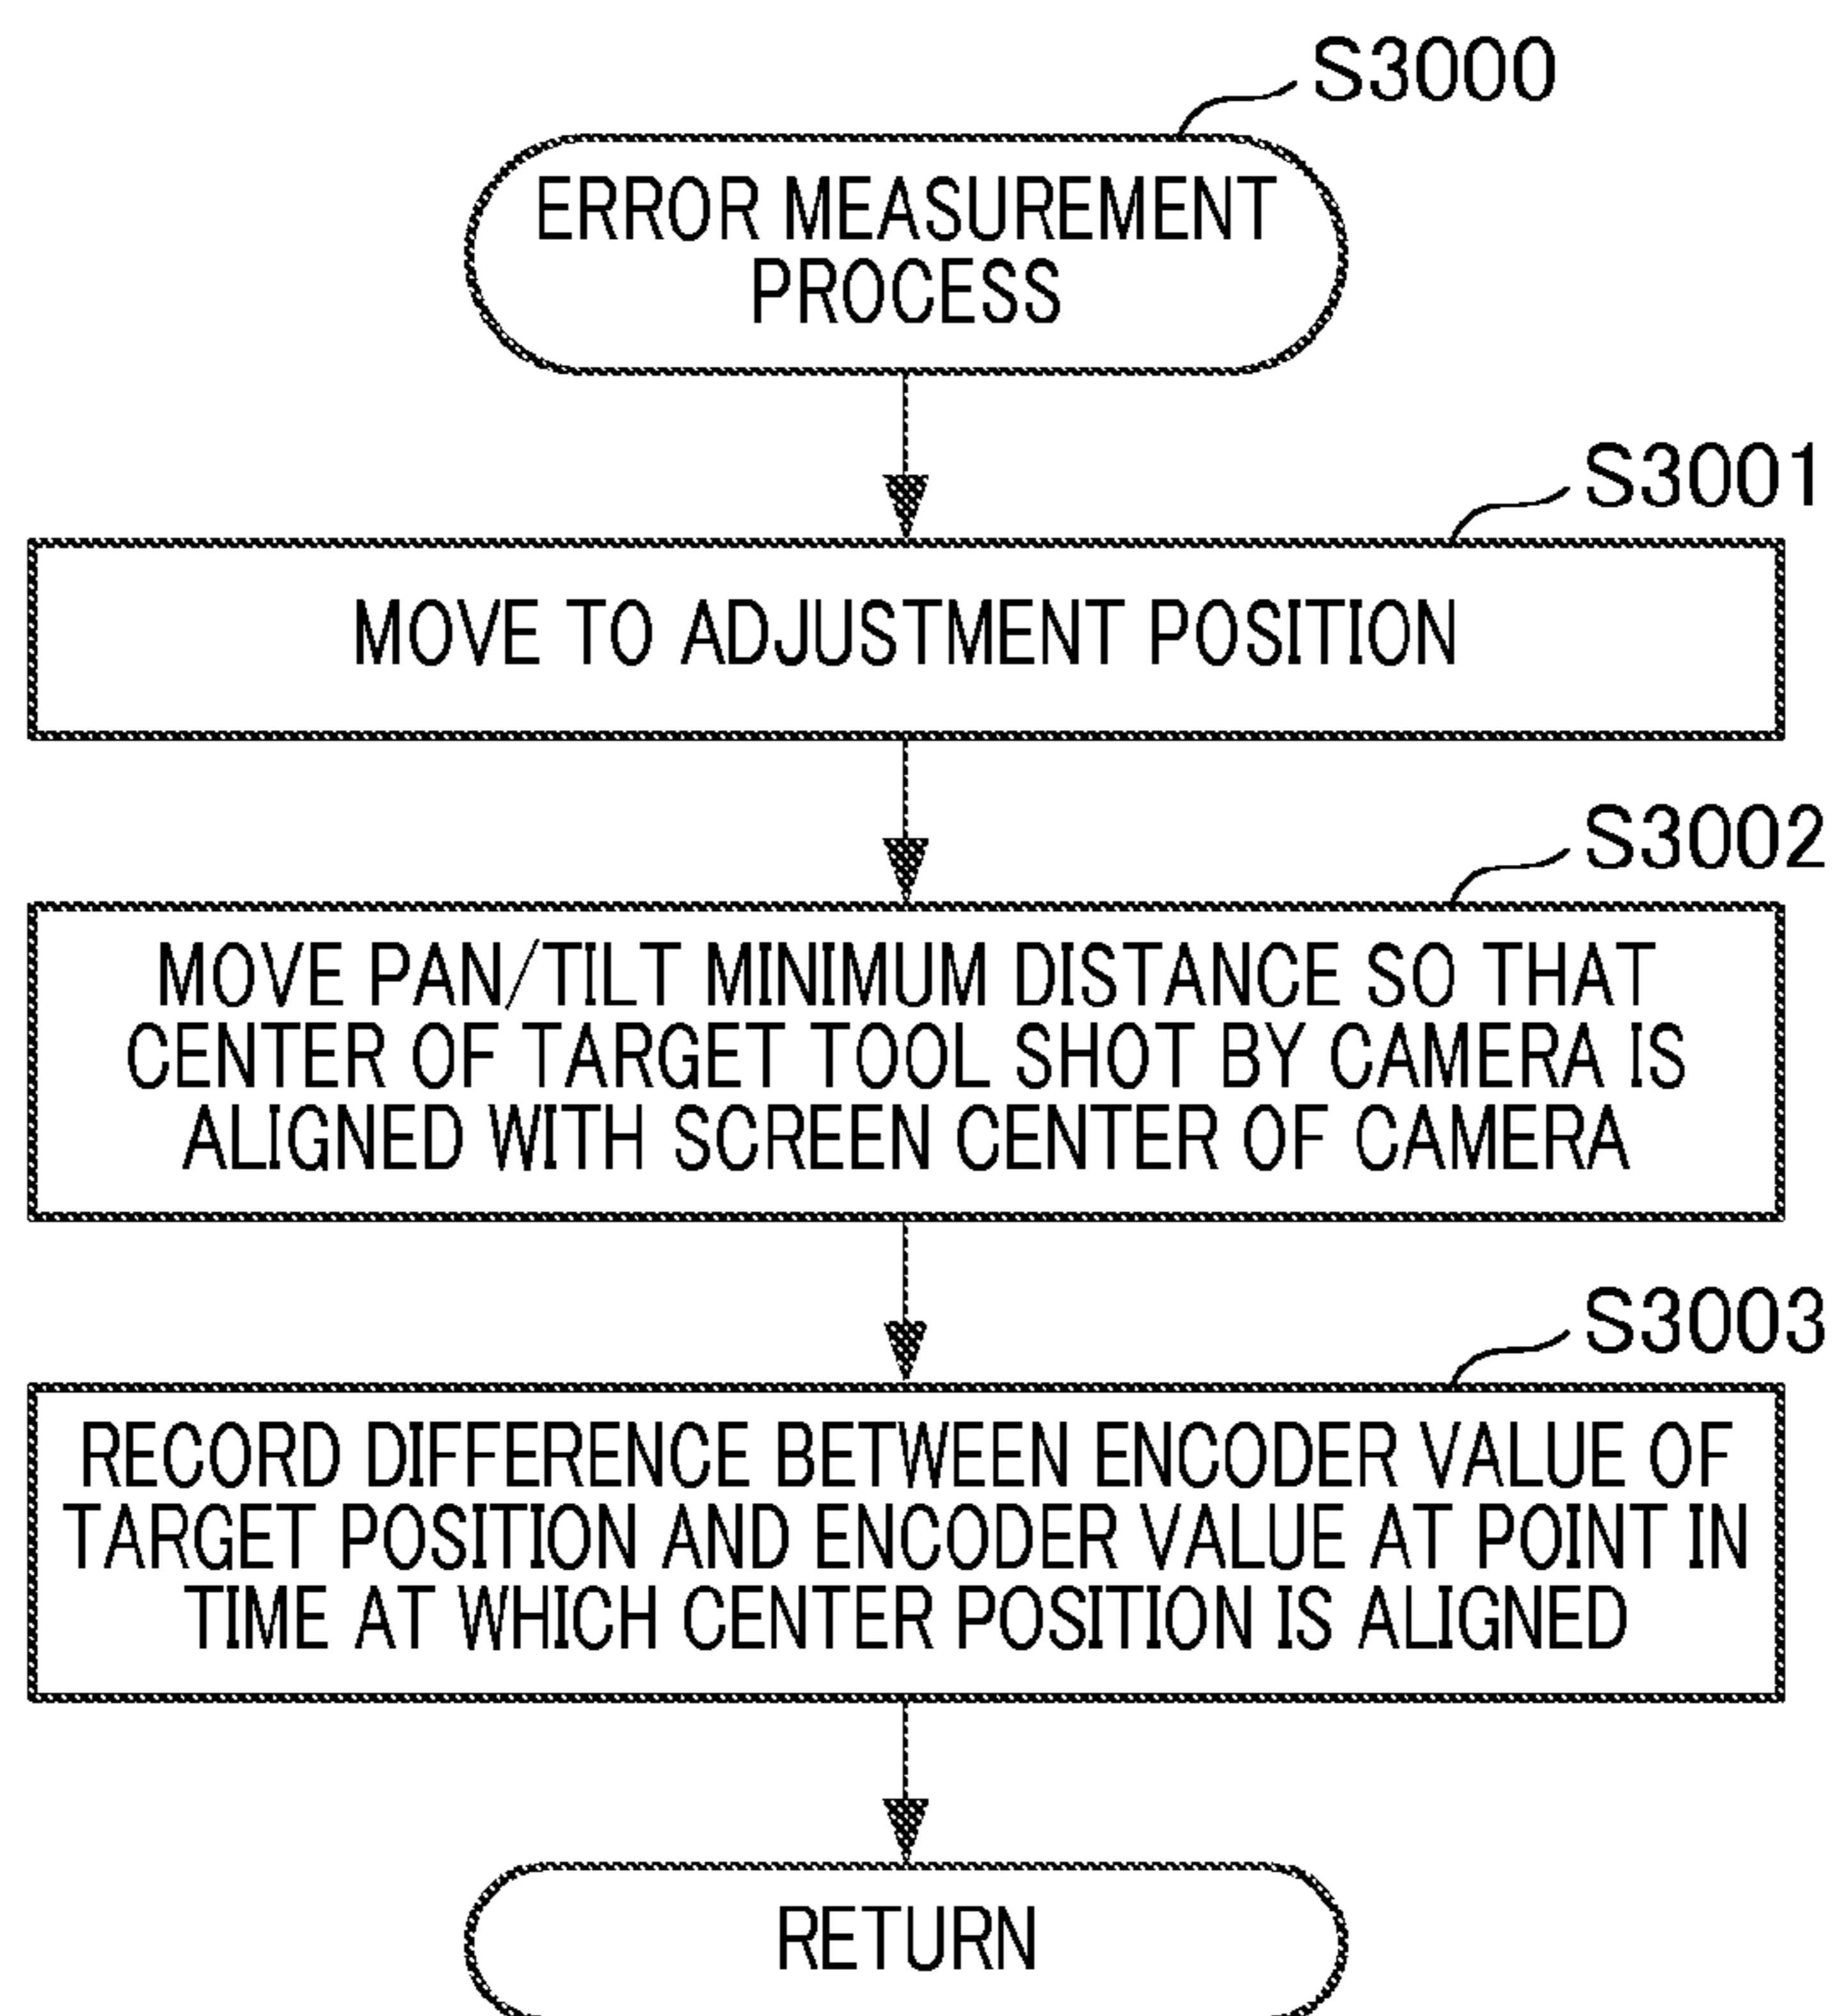 S3000
ERROR MEASUREMENT
PROCESS
S3001
MOVE TO ADJUSTMENT POSITION
S3002
MOVE PAN/TILT MINIMUM DISTANCE SO THAT
CENTER OF TARGET TOOL SHOT BY CAMERA IS
ALIGNED WITH SCREEN CENTER OF CAMERA
S3003
RECORD DIFFERENCE BETWEEN ENCODER VALUE OF
TARGET POSITION AND ENCODER VALUE AT POINT IN
TIME AT WHICH CENTER POSITION IS ALIGNED
RETURN